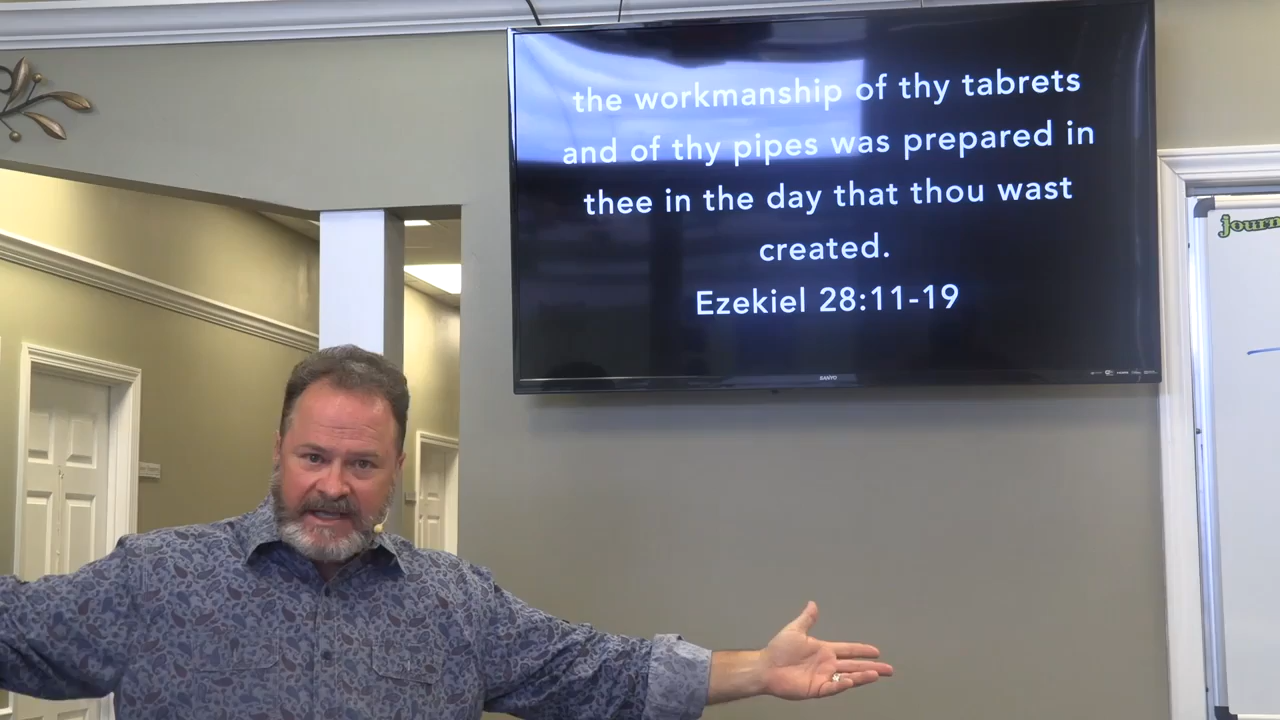 the workmanship of thy tabrets
and of thy pipes was prepared in
thee in the day that thou wast
created.
Ezekiel 28:11-19
SANYO